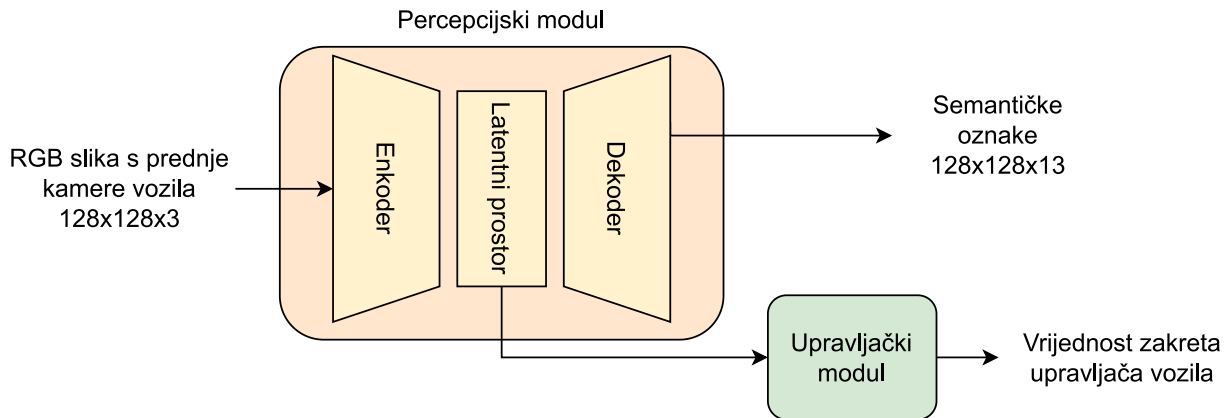 Percepcijski modul
RGB slika s prednje
kamere vozila
128x128x3
Enkoder
Latentni prostor
Dekoder
Semantičke
oznake
128x128x13
Upravljački
modul
Vrijednost zakreta
upravljača vozila